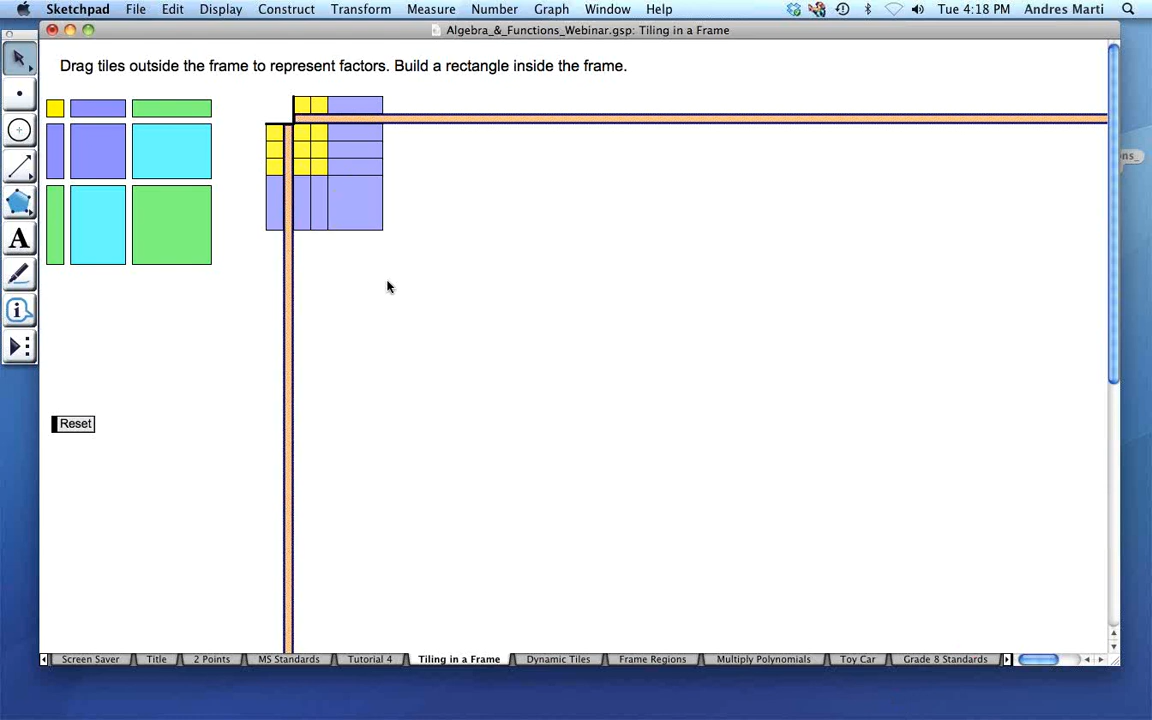 Sketchpad File Edit Display Construct Transform Measure Number Graph Window Help Tue 4:18 PM Andres Marti
Algebra_&_Functions_Webinar.gsp: Tiling in a Frame
Drag tiles outside the frame to represent factors. Build a rectangle inside the frame.
ons_
A
i
Reset
Screen Saver Title 2 Points MS Standards Tutorial 4 Tiling in a Frame Dynamic Tiles Frame Regions Multiply Polynomials Toy Car Grade 8 Standards